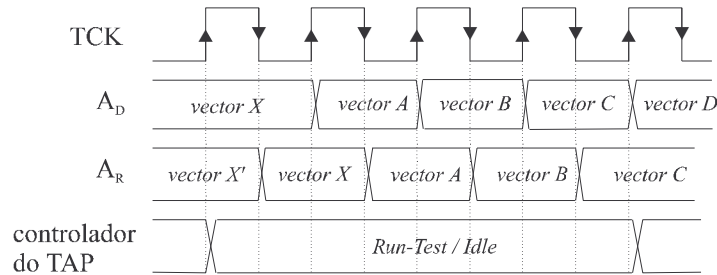 TCK
A_D vector X vector A vector B vector C vector D
A_R vector X' vector X vector A vector B vector C
controlador
do TAP Run-Test / Idle